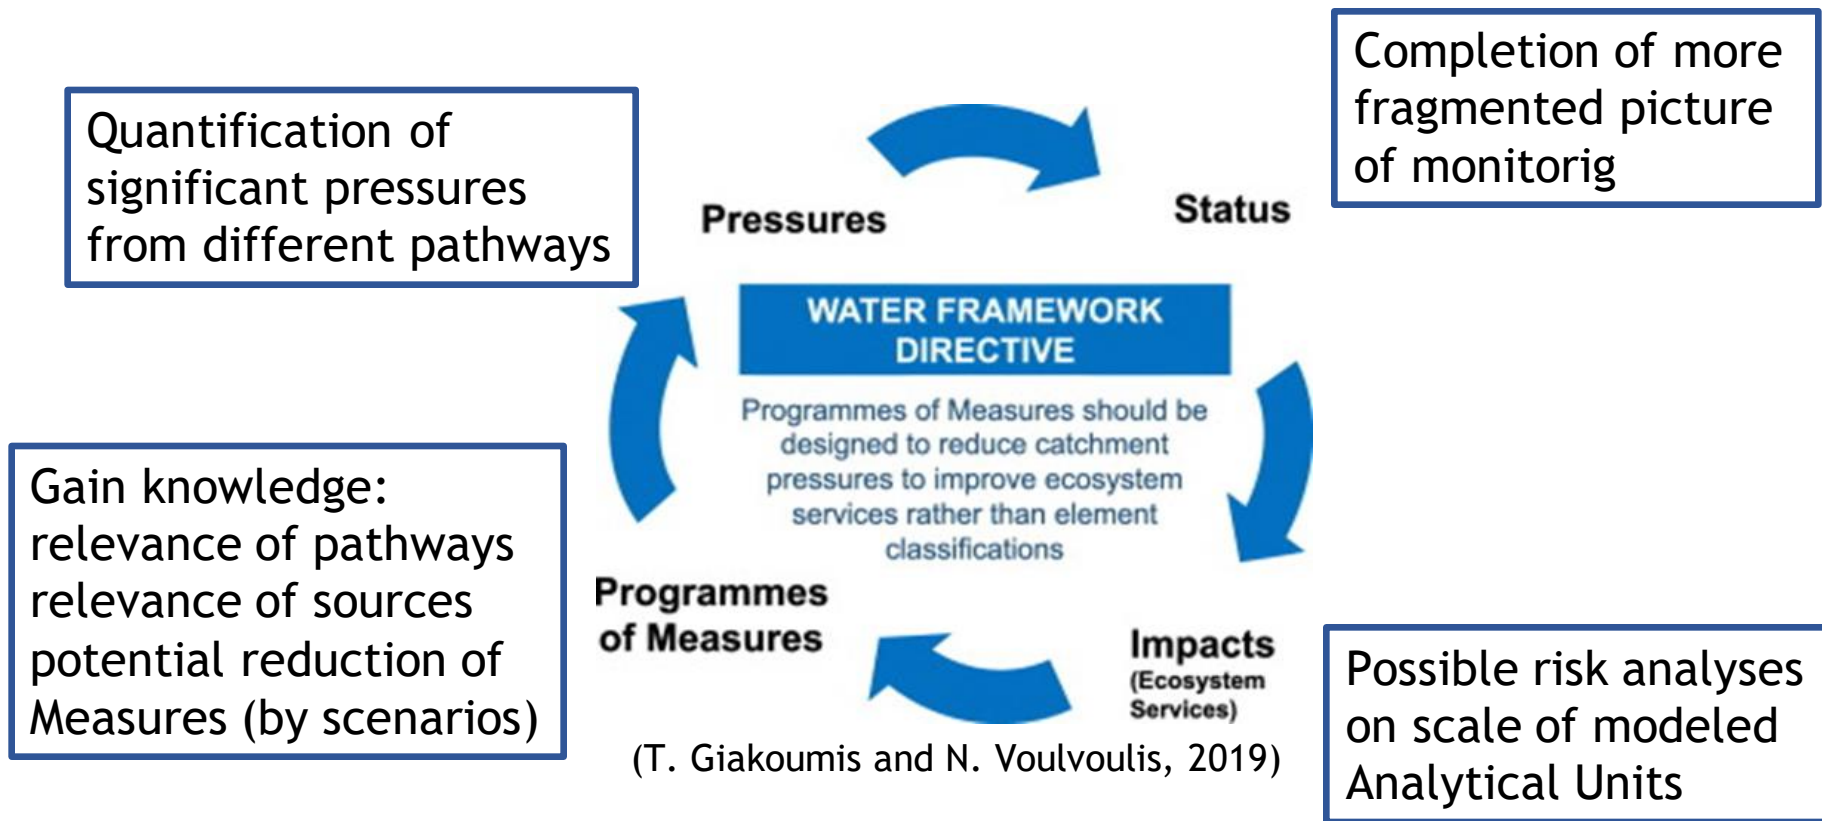 Quantification of
significant pressures
from different pathways
Completion of more
fragmented picture
of monitorig
Pressures
Status
WATER FRAMEWORK
DIRECTIVE
Programmes of Measures should be
designed to reduce catchment
pressures to improve ecosystem
services rather than element
classifications
Gain knowledge:
relevance of pathways
relevance of sources
potential reduction of
Measures (by scenarios)
Programmes
of Measures
Impacts
(Ecosystem
Services)
Possible risk analyses
on scale of modeled
Analytical Units
(T. Giakoumis and N. Voulvoulis, 2019)